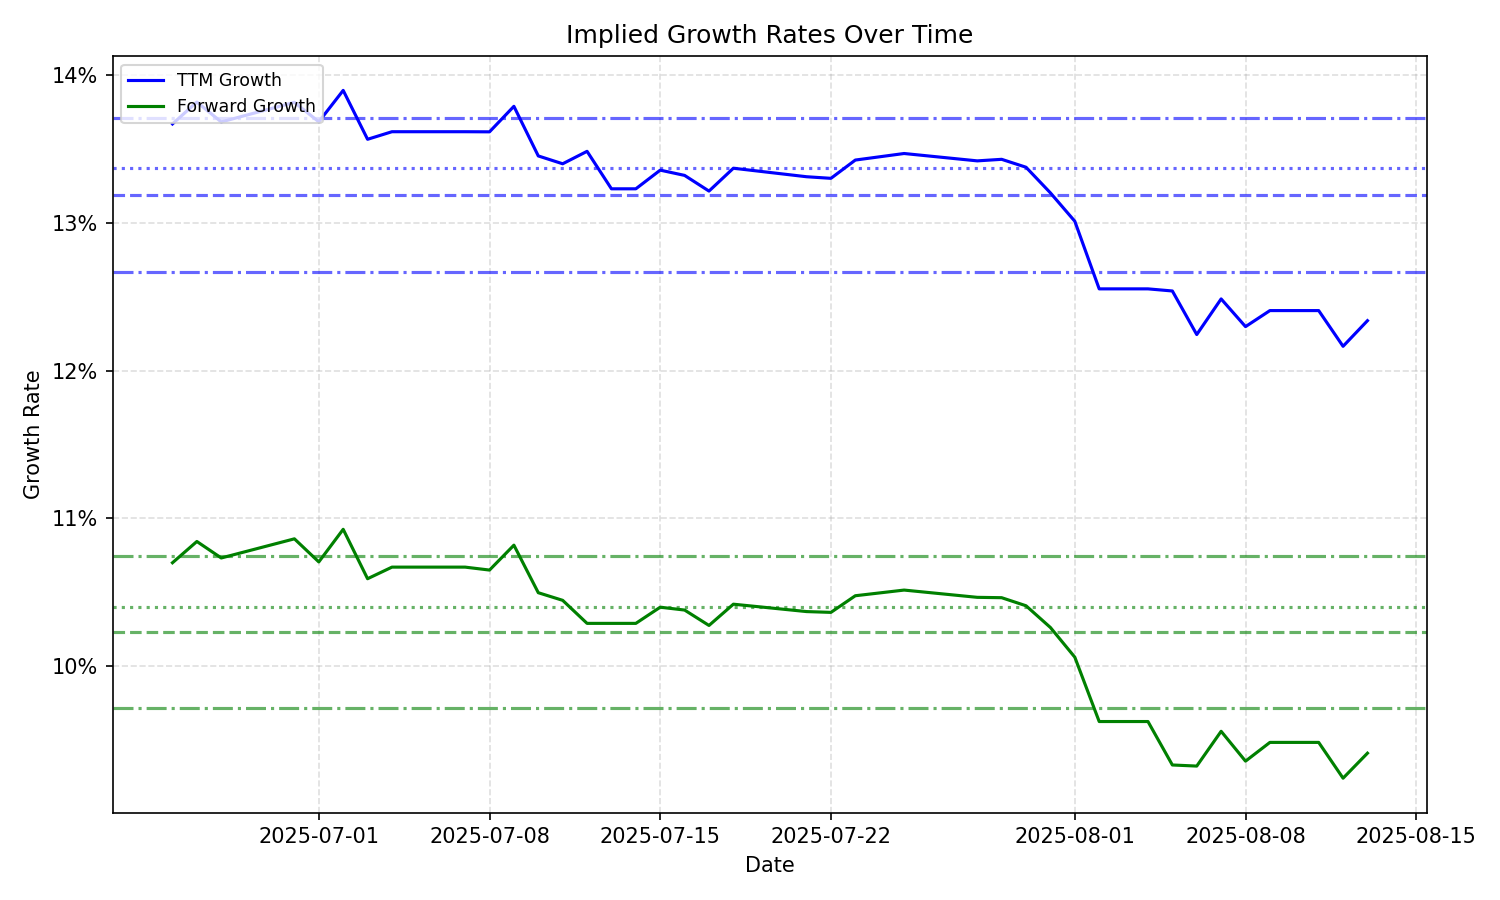 Implied Growth Rates Over Time
TTM Growth
Forward Growth
14%
13%
12%
11%
10%
Growth Rate
2025-07-01
2025-07-08
2025-07-15
2025-07-22
2025-08-01
2025-08-08
2025-08-15
Date